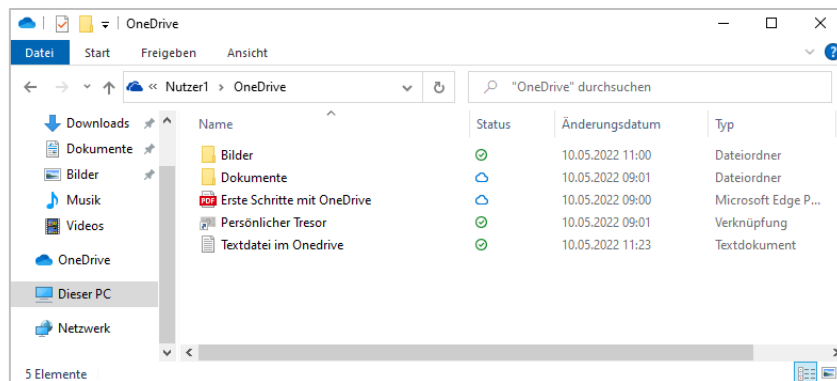 OneDrive
Datei Start Freigeben Ansicht
« Nutzer1 › OneDrive "OneDrive" durchsuchen
Downloads
Dokumente
Bilder
Musik
Videos
OneDrive
Dieser PC
Netzwerk
Name Status Änderungsdatum Typ
Bilder 10.05.2022 11:00 Dateiordner
Dokumente 10.05.2022 09:01 Dateiordner
PDF Erste Schritte mit OneDrive 10.05.2022 09:00 Microsoft Edge P...
Persönlicher Tresor 10.05.2022 09:01 Verknüpfung
Textdatei im Onedrive 10.05.2022 11:23 Textdokument
5 Elemente